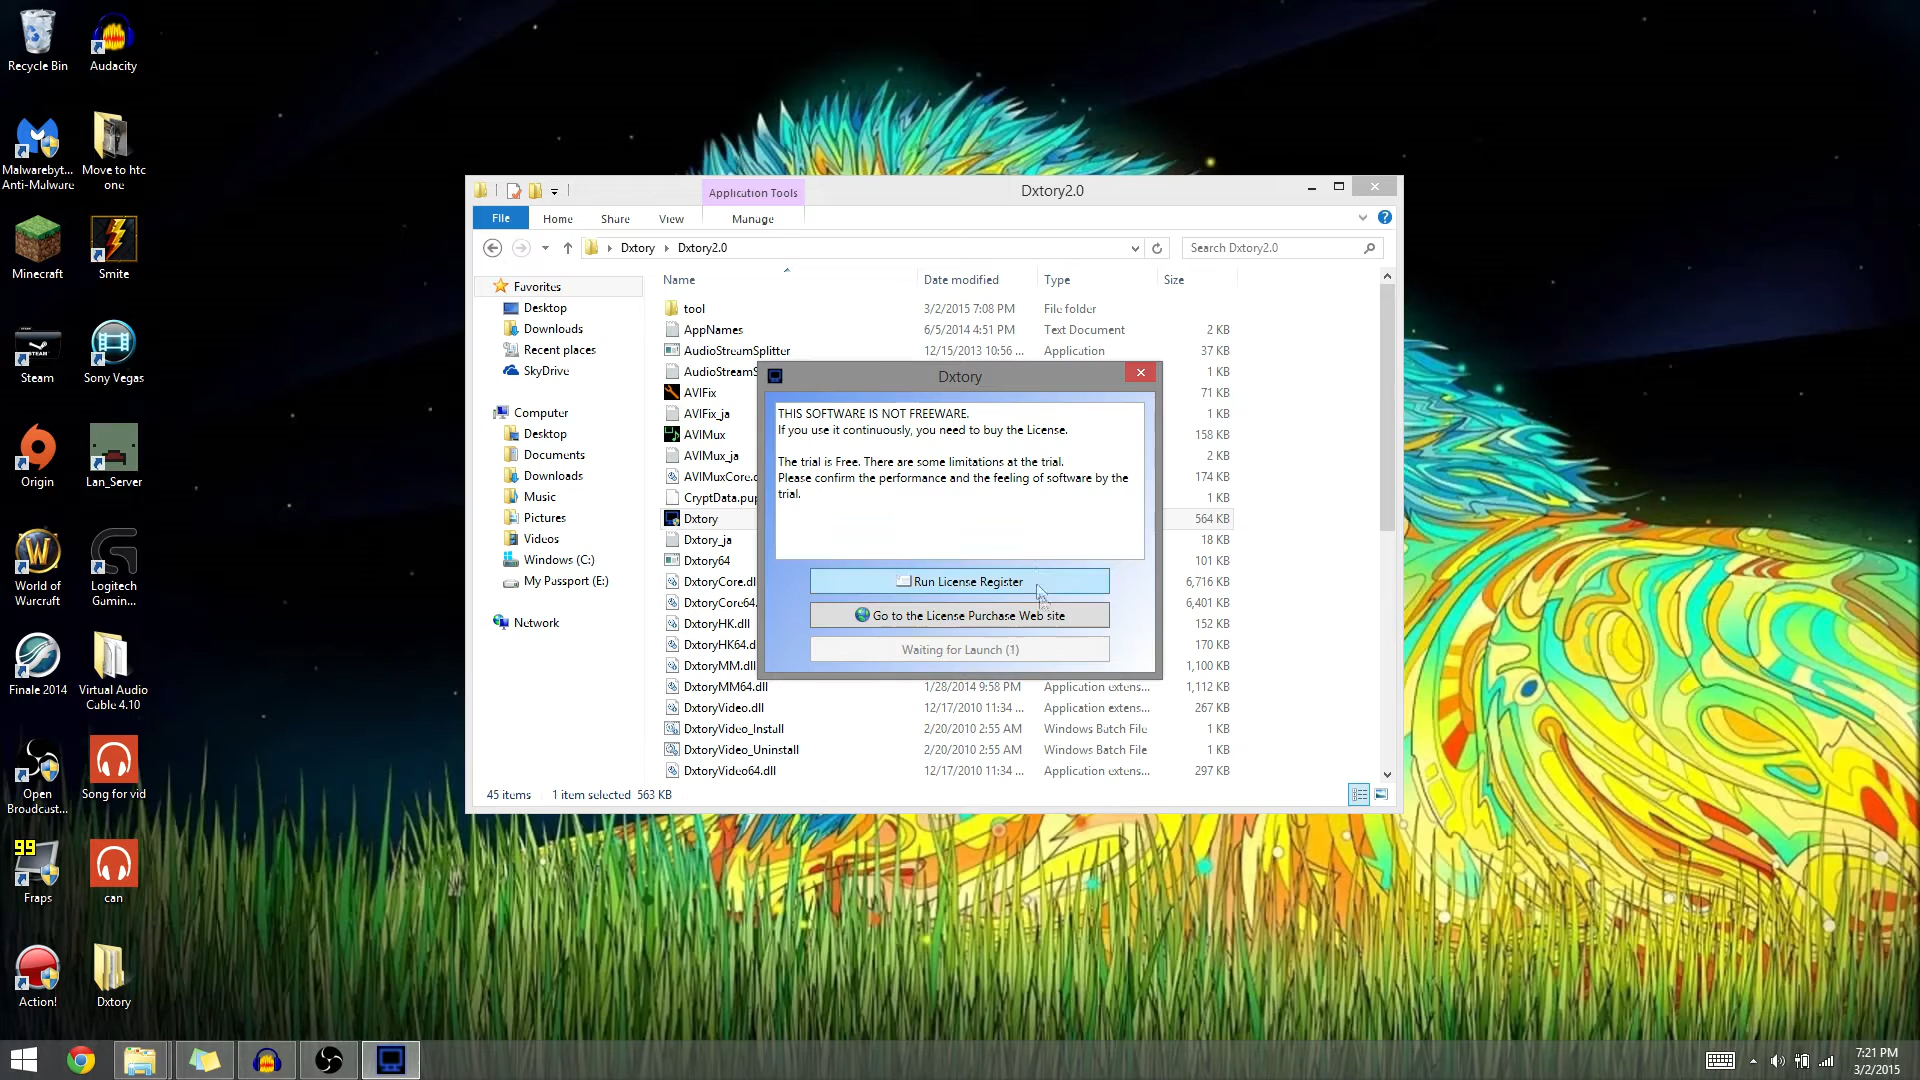 Recycle Bin
Audacity
Malwarebyt...
Anti-Malware
Move to htc
one
Minecraft
Smite
Steam
Sony Vegas
Origin
Lan_Server
World of
Warcraft
Logitech
Gaming...
Finale 2014
Virtual Audio
Cable 4.10
Open
Broadcast...
Song for vid
99
Fraps
can
Action!
Dxtory
Application Tools
Dxtory2.0
File
Home
Share
View
Manage
Dxtory
Dxtory2.0
Search Dxtory2.0
Name
Date modified
Type
Size
Favorites
Desktop
Downloads
Recent places
SkyDrive
Computer
Desktop
Documents
Downloads
Music
Pictures
Videos
Windows (C:)
My Passport (E:)
Network
tool 3/2/2015 7:08 PM File folder
AppNames 6/5/2014 4:51 PM Text Document 2 KB
AudioStreamSplitter 12/15/2013 10:56 ... Application 37 KB
AudioStreamS 1 KB
AVIFix 71 KB
AVIFix_ja 1 KB
AVIMux 158 KB
AVIMux_ja 2 KB
AVIMuxCore.d 174 KB
CryptData.pup 1 KB
Dxtory 564 KB
Dxtory_ja 18 KB
Dxtory64 101 KB
DxtoryCore.dl 6,716 KB
DxtoryCore64. 6,401 KB
DxtoryHK.dll 152 KB
DxtoryHK64.d 170 KB
DxtoryMM.dll 1,100 KB
DxtoryMM64.dll 1/28/2014 9:58 PM Application extens... 1,112 KB
DxtoryVideo.dll 12/17/2010 11:34 ... Application extens... 267 KB
DxtoryVideo_Install 2/20/2010 2:55 AM Windows Batch File 1 KB
DxtoryVideo_Uninstall 2/20/2010 2:55 AM Windows Batch File 1 KB
DxtoryVideo64.dll 12/17/2010 11:34 ... Application extens... 297 KB
45 items 1 item selected 563 KB
Dxtory
THIS SOFTWARE IS NOT FREEWARE.
If you use it continuously, you need to buy the License.
The trial is Free. There are some limitations at the trial.
Please confirm the performance and the feeling of software by the
trial.
Run License Register
Go to the License Purchase Web site
Waiting for Launch (1)
7:21 PM
3/2/2015